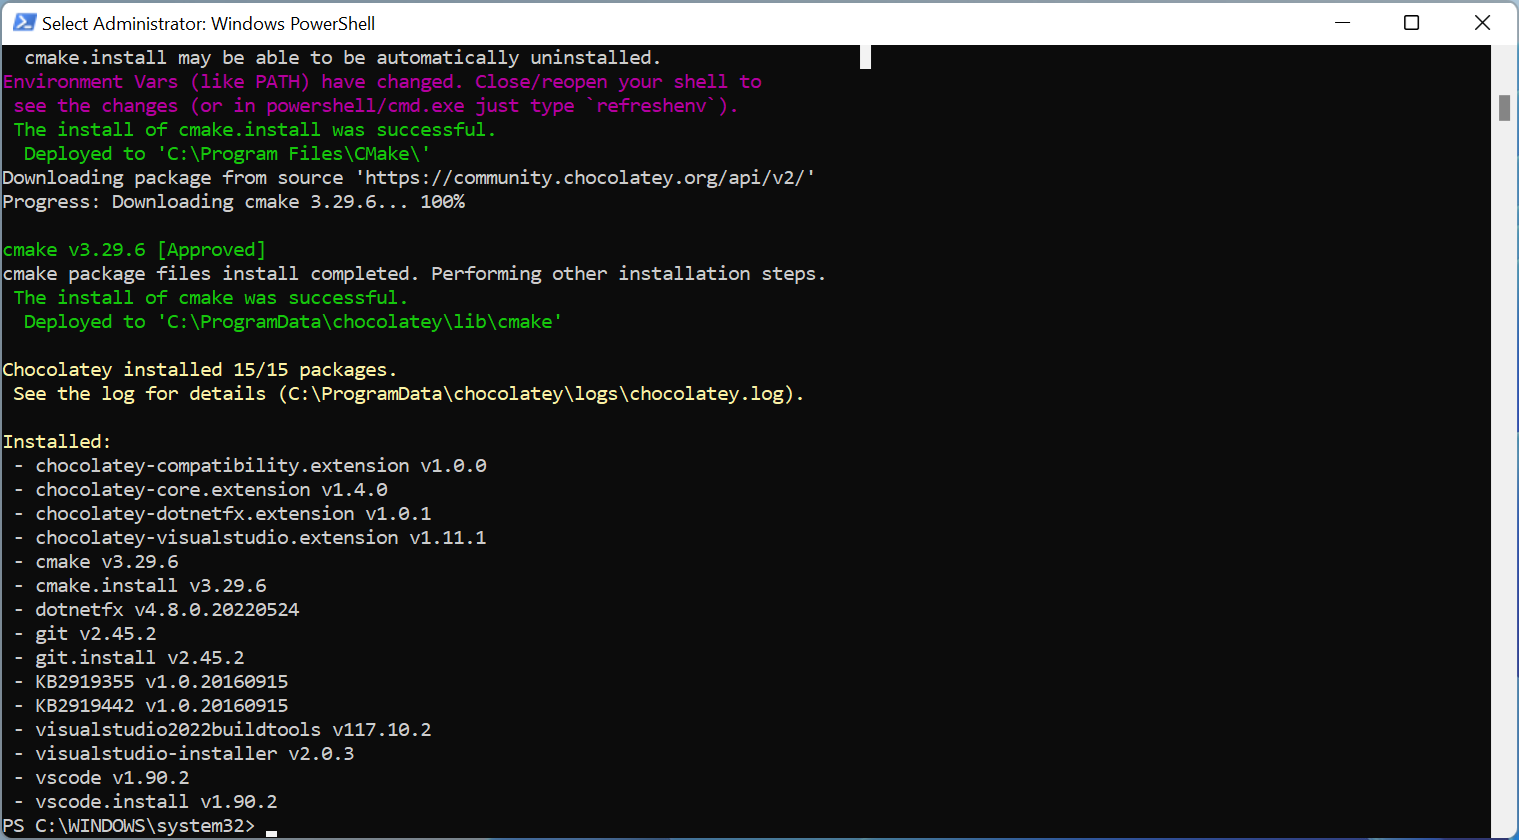 Select Administrator: Windows PowerShell
cmake.install may be able to be automatically uninstalled.
Environment Vars (like PATH) have changed. Close/reopen your shell to
see the changes (or in powershell/cmd.exe just type `refreshenv`).
The install of cmake.install was successful.
Deployed to 'C:\Program Files\CMake\'
Downloading package from source 'https://community.chocolatey.org/api/v2/'
Progress: Downloading cmake 3.29.6... 100%
cmake v3.29.6 [Approved]
cmake package files install completed. Performing other installation steps.
The install of cmake was successful.
Deployed to 'C:\ProgramData\chocolatey\lib\cmake'
Chocolatey installed 15/15 packages.
See the log for details (C:\ProgramData\chocolatey\logs\chocolatey.log).
Installed:
- chocolatey-compatibility.extension v1.0.0
- chocolatey-core.extension v1.4.0
- chocolatey-dotnetfx.extension v1.0.1
- chocolatey-visualstudio.extension v1.11.1
- cmake v3.29.6
- cmake.install v3.29.6
- dotnetfx v4.8.0.20220524
- git v2.45.2
- git.install v2.45.2
- KB2919355 v1.0.20160915
- KB2919442 v1.0.20160915
- visualstudio2022buildtools v117.10.2
- visualstudio-installer v2.0.3
- vscode v1.90.2
- vscode.install v1.90.2
PS C:\WINDOWS\system32>